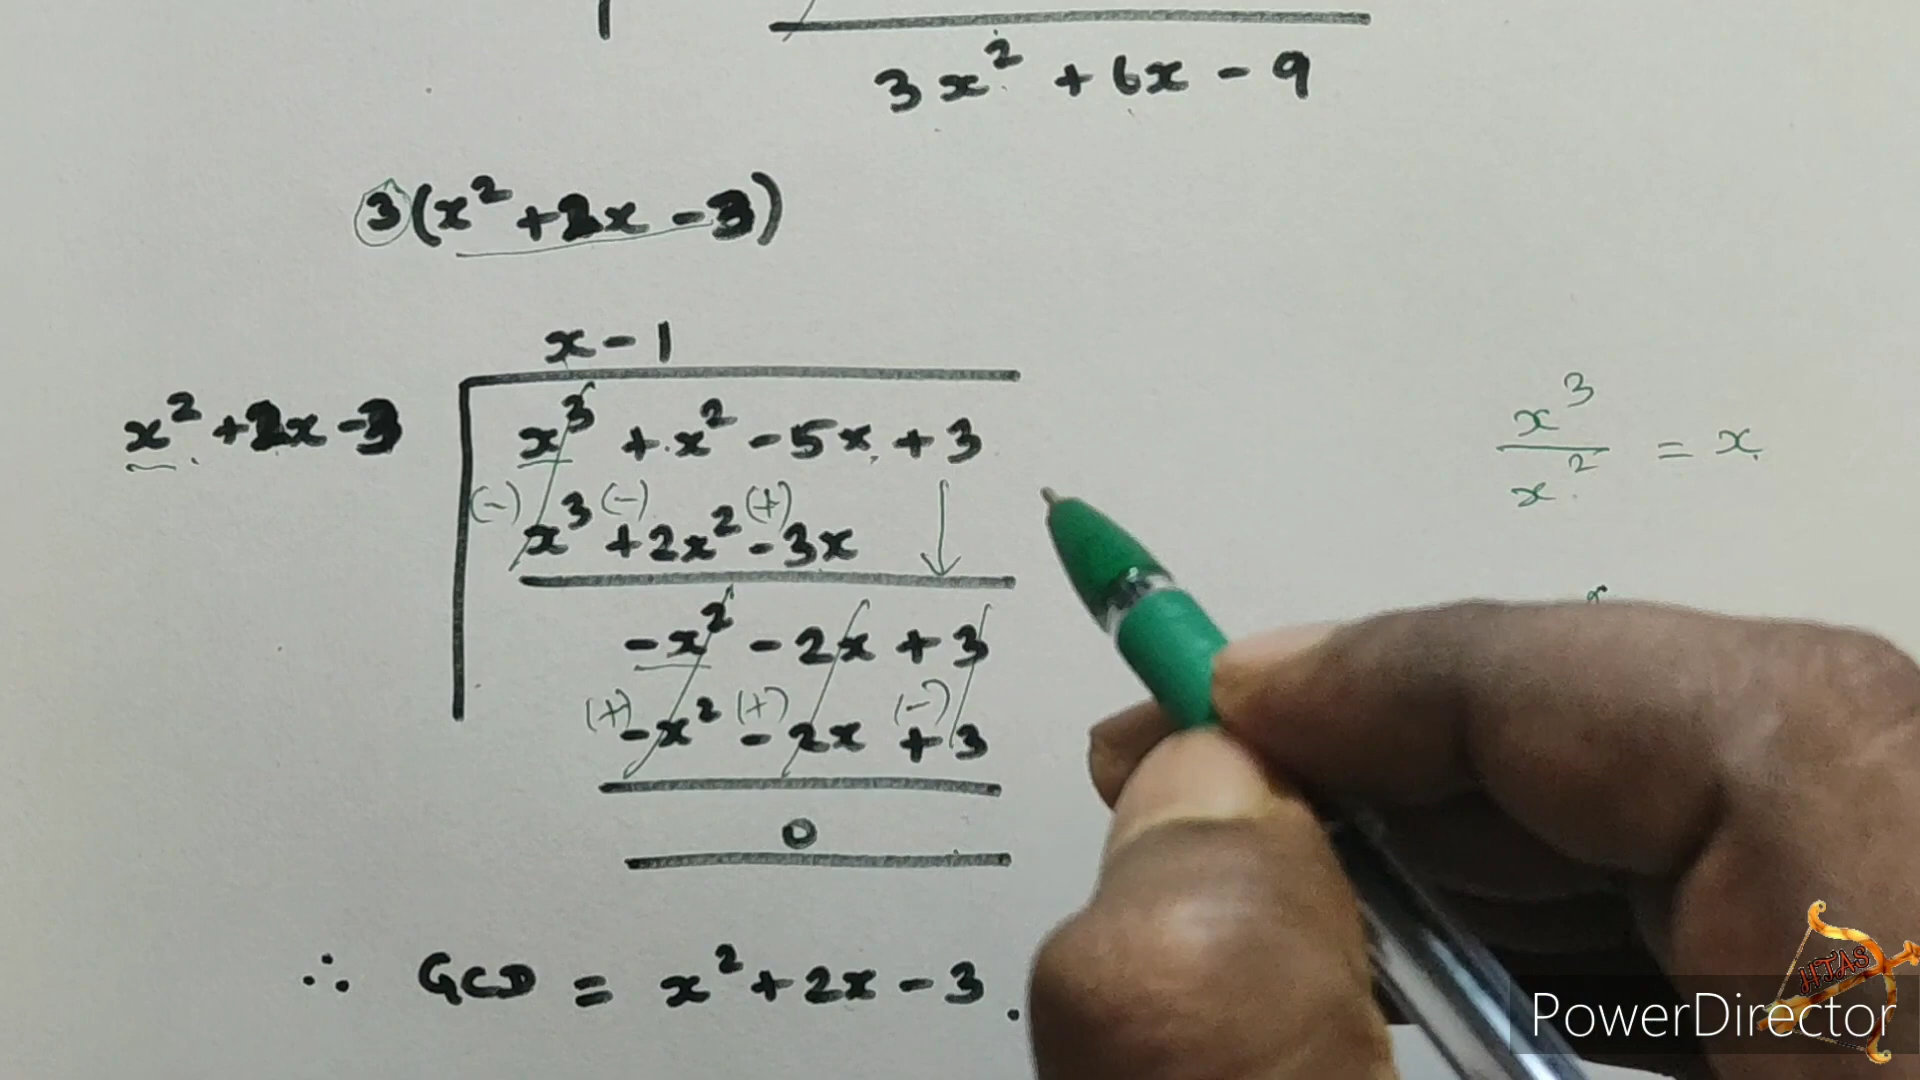 3x² + 6x - 9
3(x² + 2x - 3)
x - 1
x² + 2x - 3
x³ + x² - 5x + 3
x³/x² = x
(-) (-) (+)
x³ + 2x² - 3x
-x² - 2x + 3
(+) (+) (-)
-x² - 2x + 3
0
∴ GCD = x² + 2x - 3.
HTAS
PowerDirector